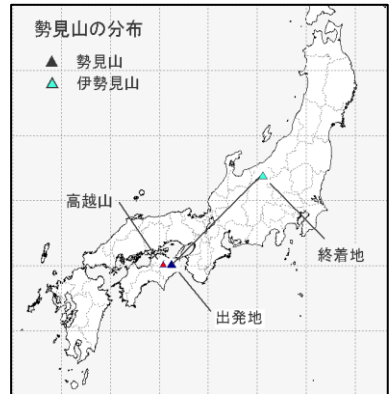 勢見山の分布
▲ 勢見山
▲ 伊勢見山
高越山
終着地
出発地